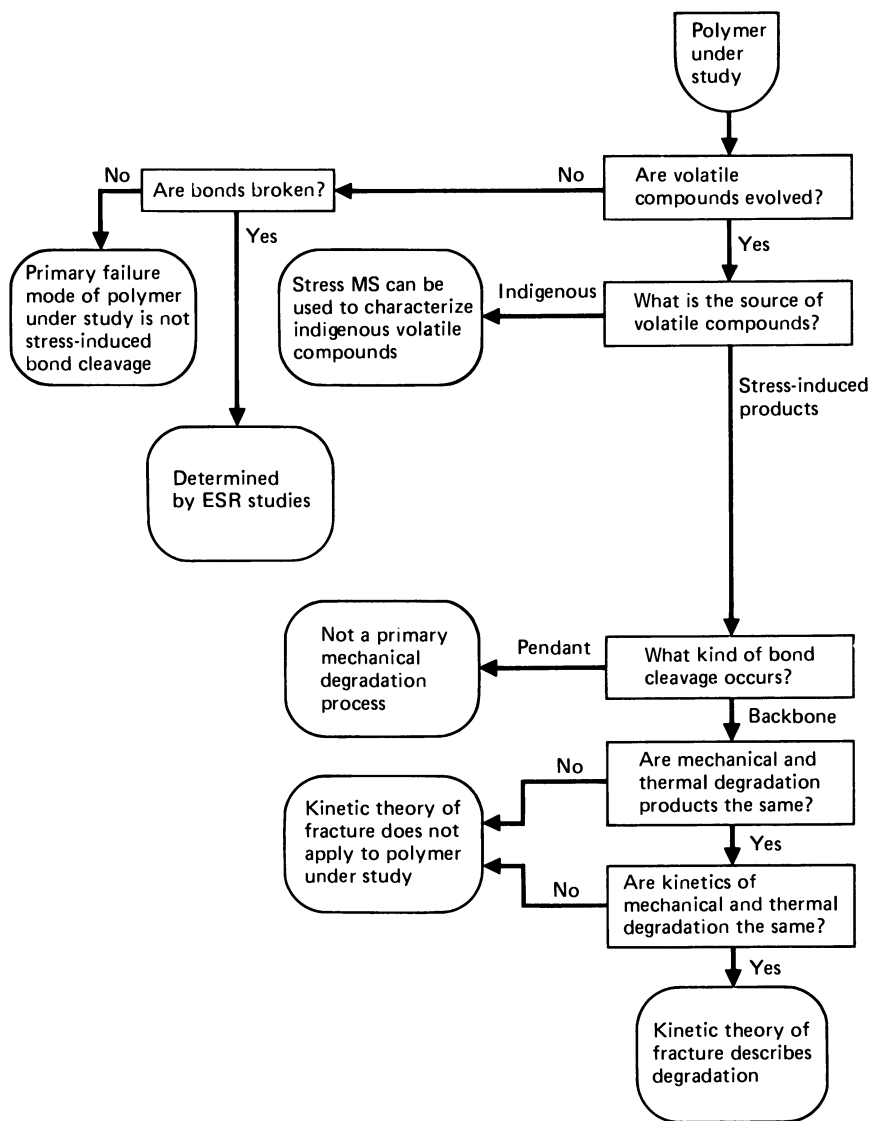 Polymer
under
study
Are volatile
compounds evolved?
No
Are bonds broken?
No
Yes
Yes
Primary failure
mode of polymer
under study is not
stress-induced
bond cleavage
Stress MS can be
used to characterize
indigenous volatile
compounds
Indigenous
What is the source of
volatile compounds?
Stress-induced
products
Determined
by ESR studies
Not a primary
mechanical
degradation
process
Pendant
What kind of bond
cleavage occurs?
Backbone
Are mechanical and
thermal degradation
products the same?
No
Kinetic theory of
fracture does not
apply to polymer
under study
Yes
No
Are kinetics of
mechanical and thermal
degradation the same?
Yes
Kinetic theory of
fracture describes
degradation